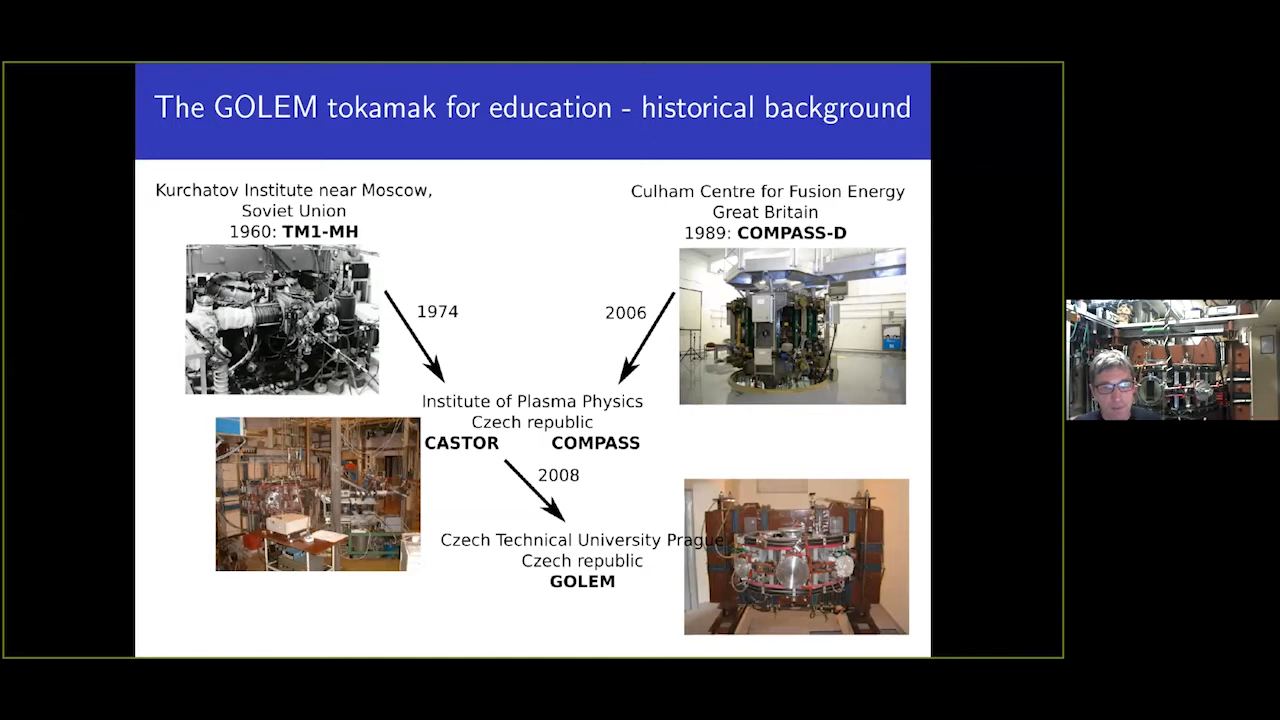 The GOLEM tokamak for education - historical background
Kurchatov Institute near Moscow,
Soviet Union
1960: TM1-MH
Culham Centre for Fusion Energy
Great Britain
1989: COMPASS-D
1974
2006
Institute of Plasma Physics
Czech republic
CASTOR COMPASS
2008
Czech Technical University Prague
Czech republic
GOLEM